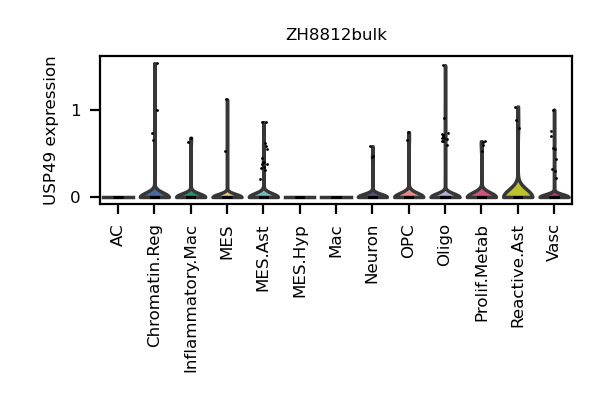 ZH8812bulk
USP49 expression
1
0
AC
Chromatin.Reg
Inflammatory.Mac
MES
MES.Ast
MES.Hyp
Mac
Neuron
OPC
Oligo
Prolif.Metab
Reactive.Ast
Vasc